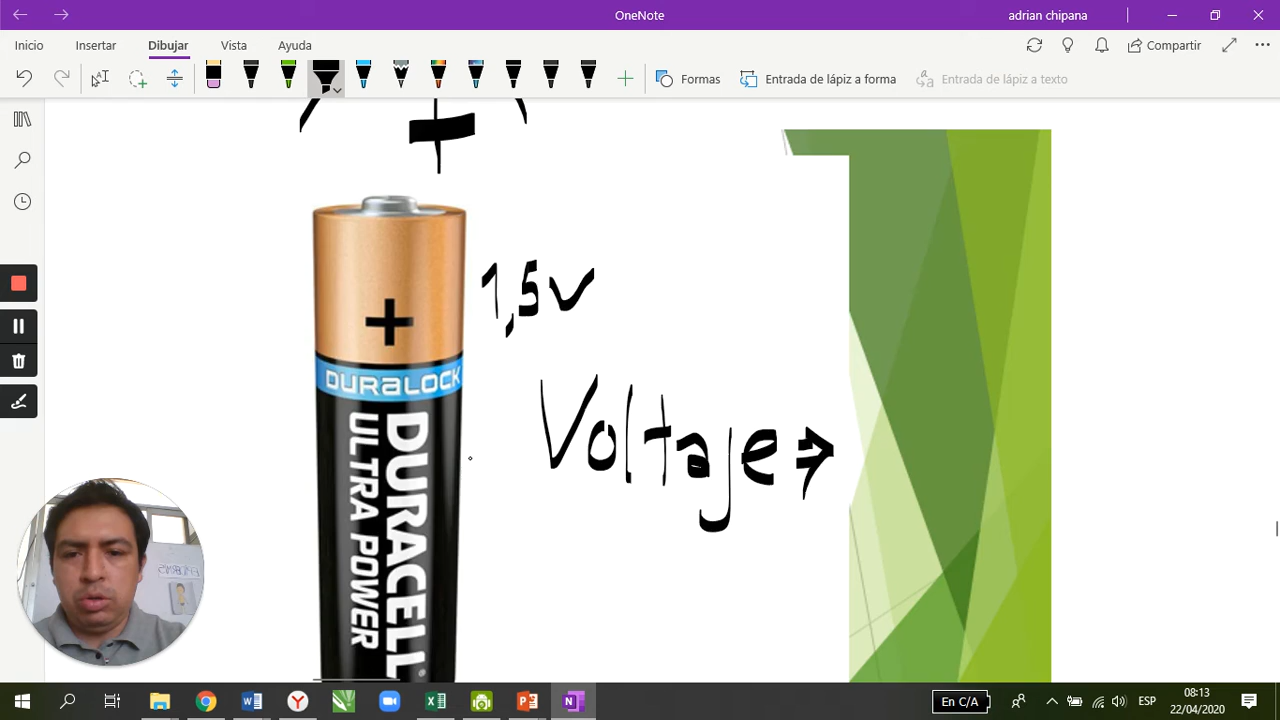 OneNote
adrian chipana
Inicio
Insertar
Dibujar
Vista
Ayuda
Compartir
Formas
Entrada de lápiz a forma
Entrada de lápiz a texto
+
1,5v
DURALOCK
DURACELL
ULTRA POWER
Voltaje →
En C/A
ESP
08:13
22/04/2020